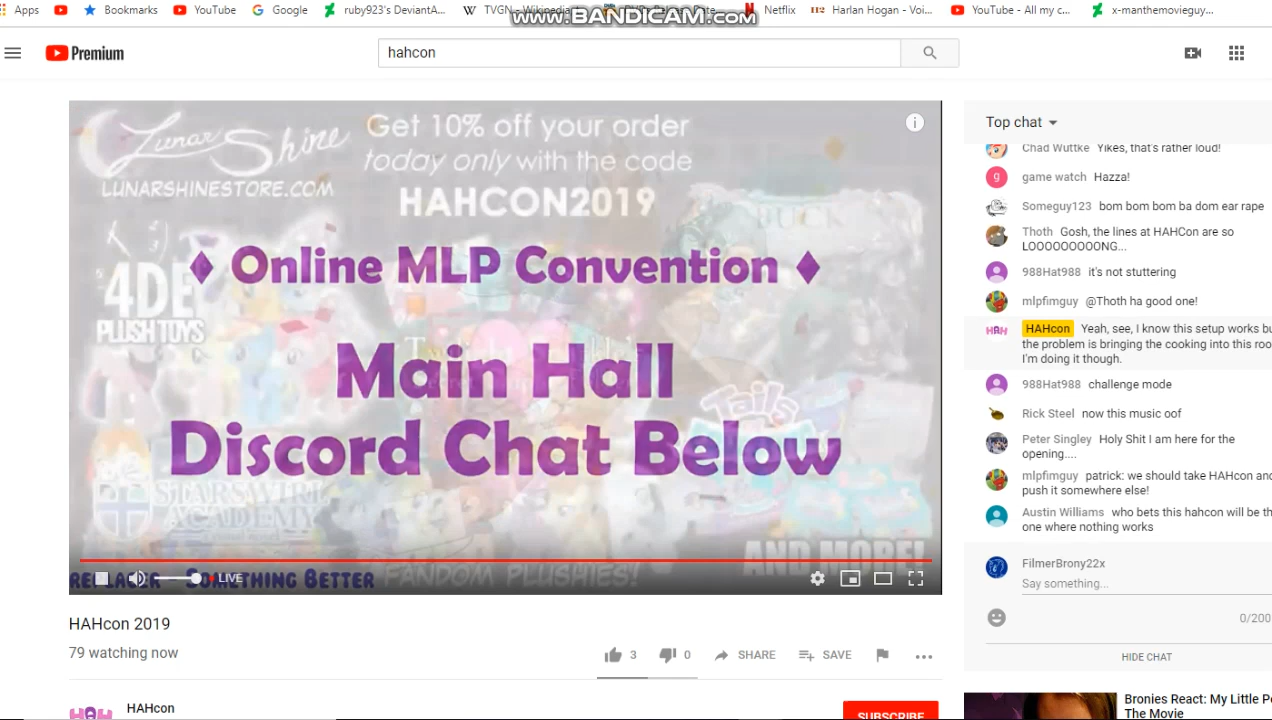 Apps
Bookmarks
YouTube
Google
ruby923's DeviantA...
TVGN - Wikipedia
Netflix
Harlan Hogan - Voi...
YouTube - All my c...
x-manthemovieguy...
www.BANDICAM.com
Premium
hahcon
Lunar Shine
LUNARSHINESTORE.COM
Get 10% off your order
today only with the code
HAHCON2019
4DE
PLUSH TOYS
♦ Online MLP Convention ♦
Main Hall
Discord Chat Below
Tails
STARSWIRL
ACADEMY
AND MORE!
FANDOM PLUSHIES!
SOMETHING BETTER
LIVE
HAHcon 2019
79 watching now
3
0
SHARE
SAVE
HAHcon
SUBSCRIBE
Top chat
Chad Wuttke Yikes, that's rather loud!
g game watch Hazza!
Someguy123 bom bom bom ba dom ear rape
Thoth Gosh, the lines at HAHCon are so
LOOOOOOOOONG...
988Hat988 it's not stuttering
mlpfimguy @Thoth ha good one!
HAHcon Yeah, see, I know this setup works bu
the problem is bringing the cooking into this roo
I'm doing it though.
988Hat988 challenge mode
Rick Steel now this music oof
Peter Singley Holy Shit I am here for the
opening....
mlpfimguy patrick: we should take HAHcon and
push it somewhere else!
Austin Williams who bets this hahcon will be th
one where nothing works
FilmerBrony22x
Say something...
0/200
HIDE CHAT
Bronies React: My Little Po
The Movie